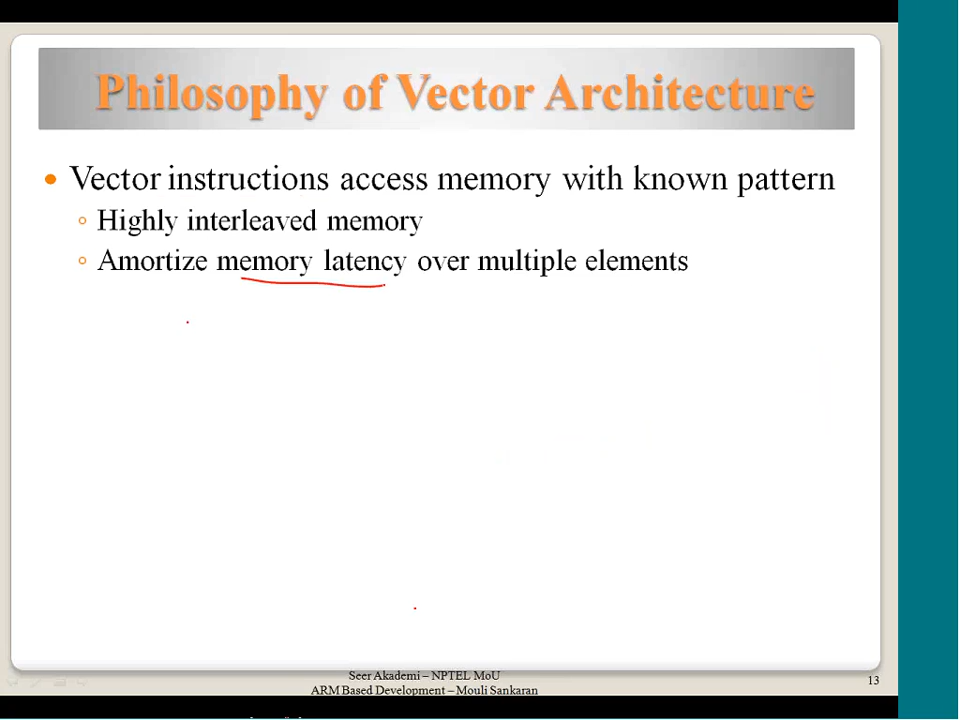 Philosophy of Vector Architecture
Vector instructions access memory with known pattern
Highly interleaved memory
Amortize memory latency over multiple elements
Seer Akademi – NPTEL MoU
ARM Based Development – Mouli Sankaran
13